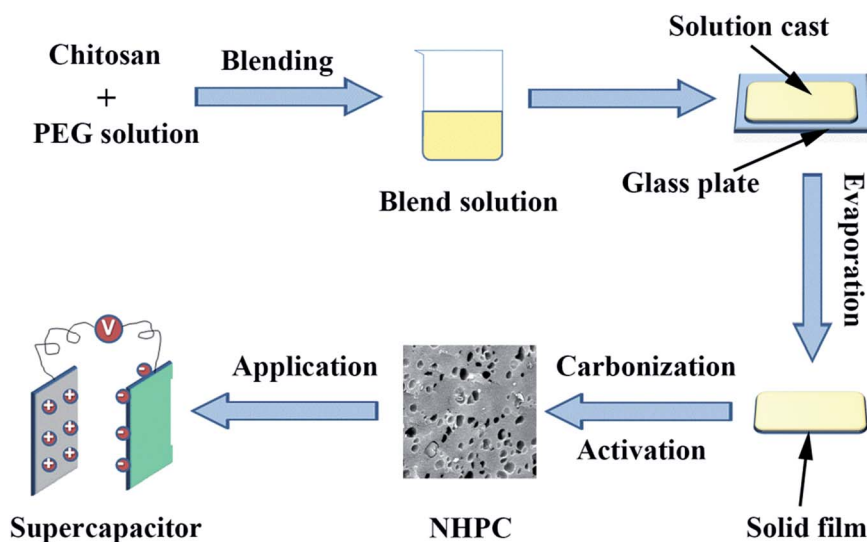 Chitosan
+
PEG solution
Blending
Blend solution
Solution cast
Glass plate
Evaporation
Solid film
Carbonization
Activation
NHPC
Application
V
+ + + + + +
- - - -
Supercapacitor